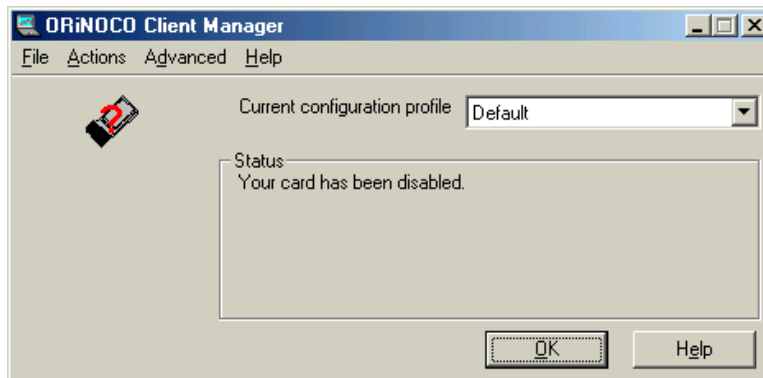 ORiNOCO Client Manager
File Actions Advanced Help
Current configuration profile Default
Status
Your card has been disabled.
OK Help